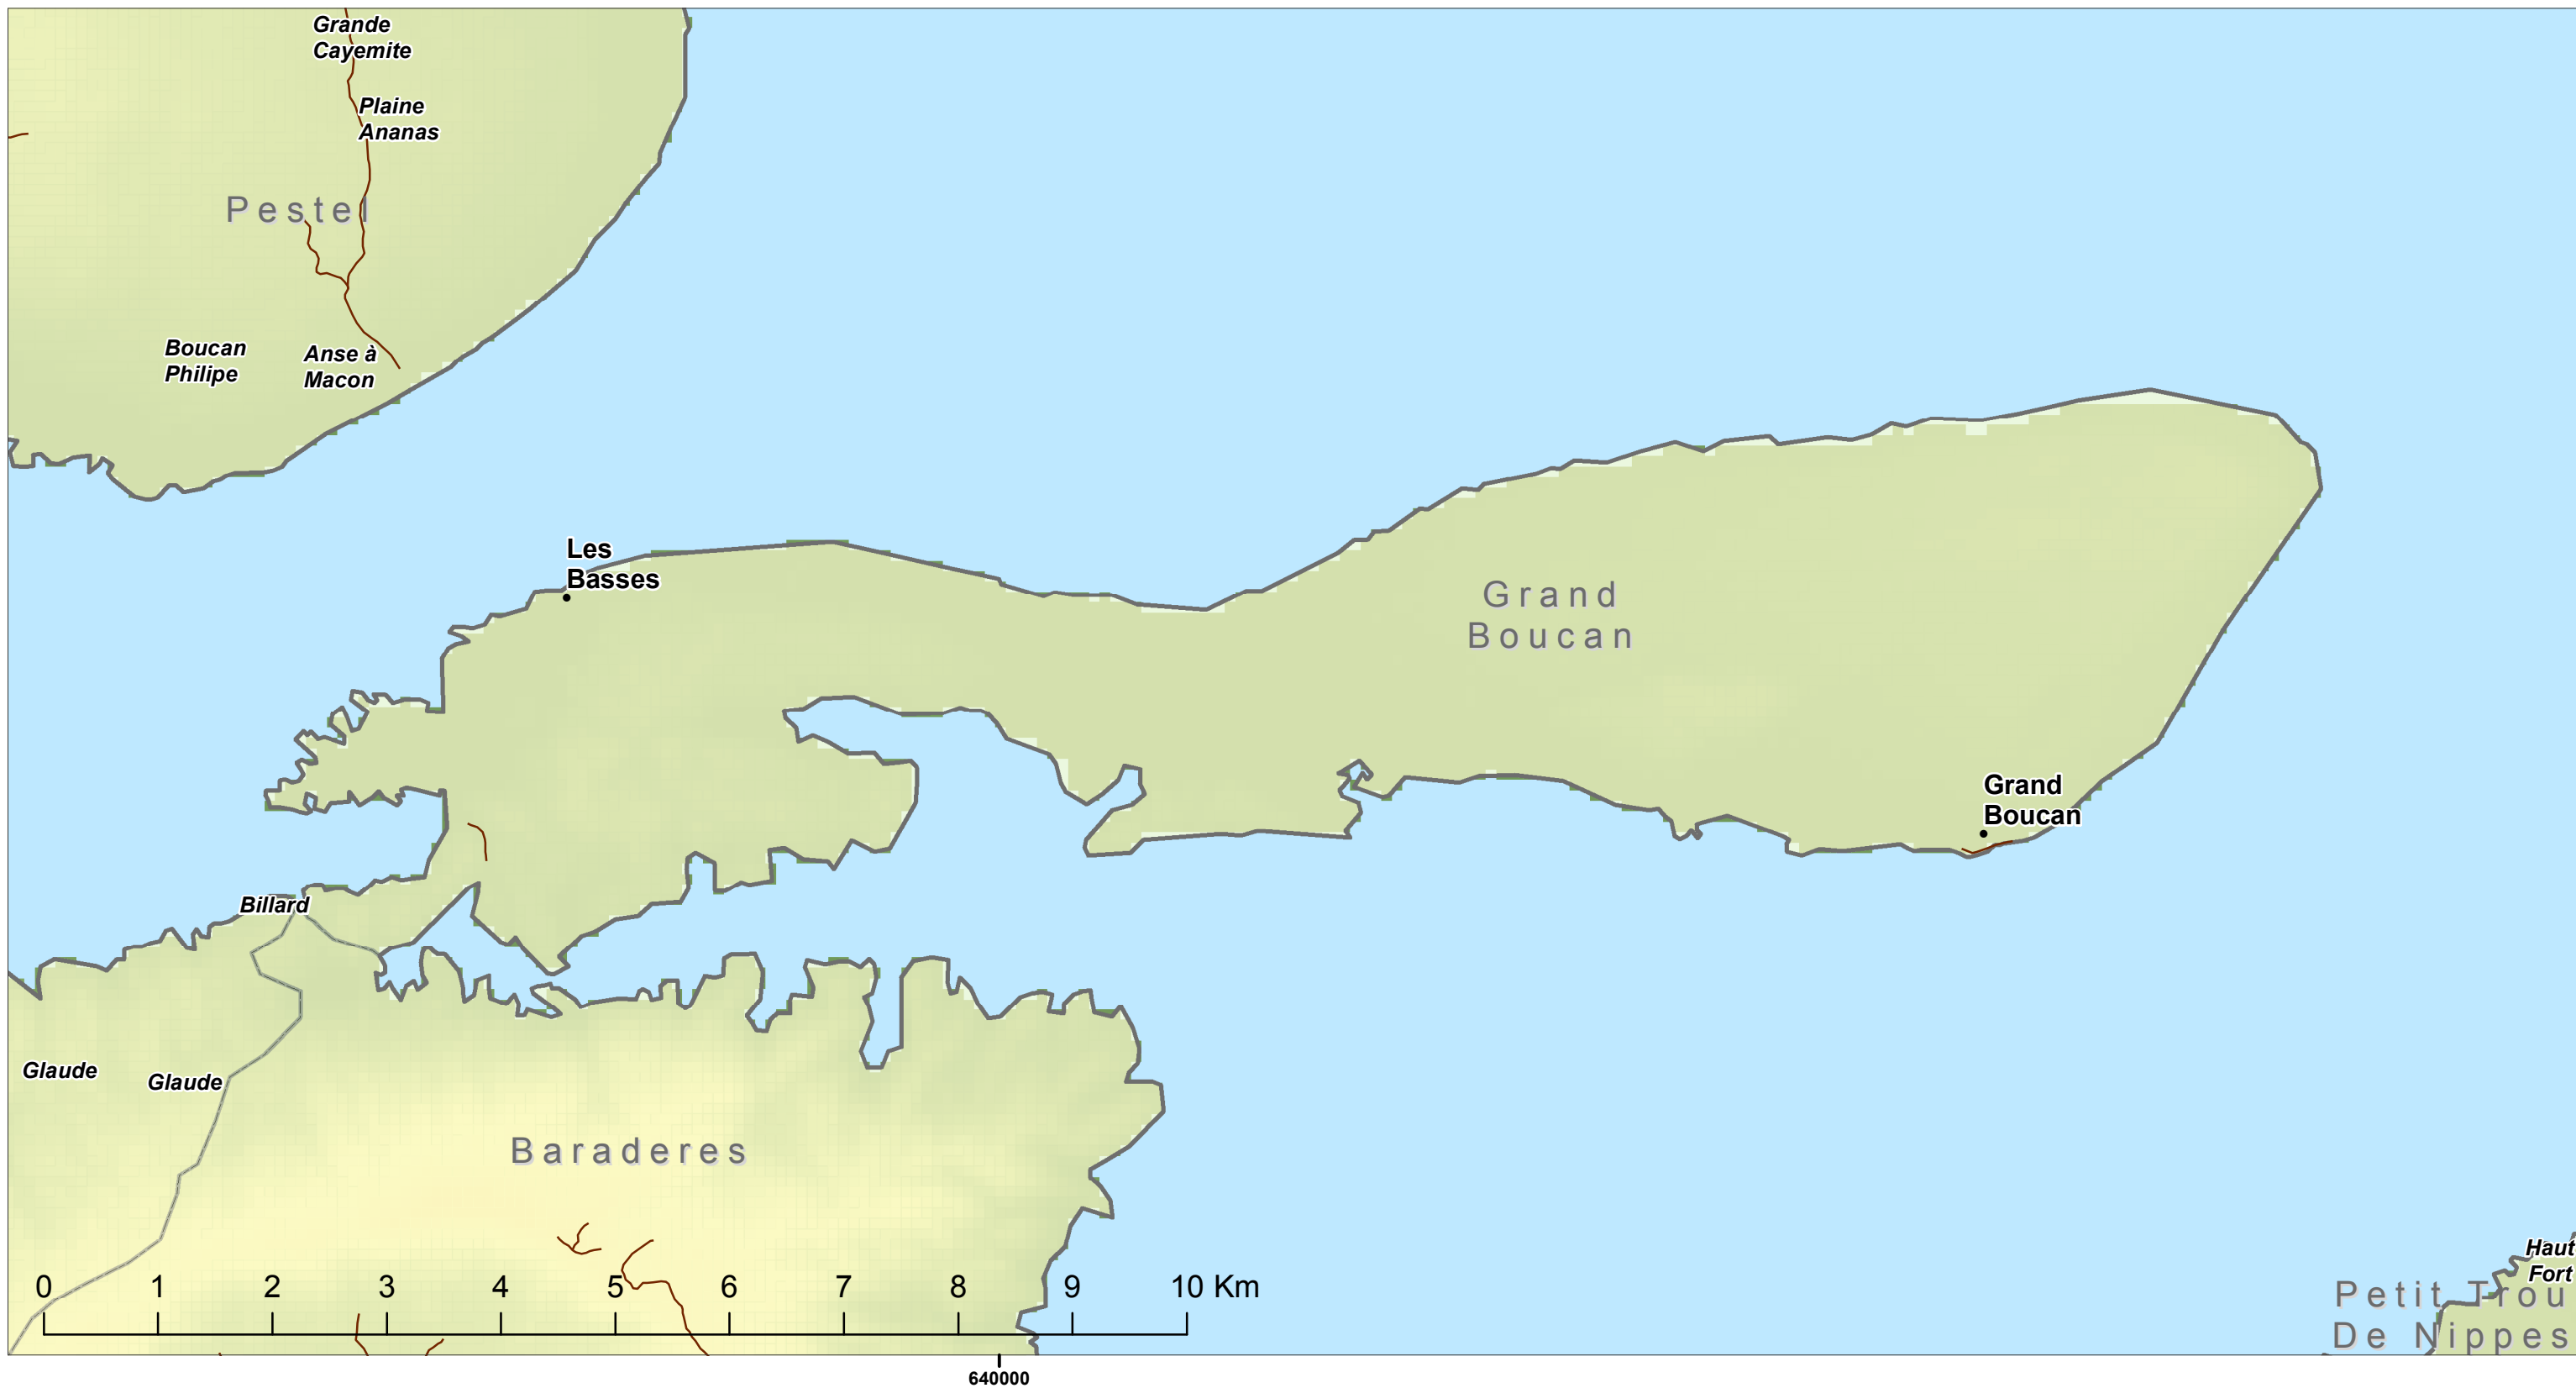 Grande
Cayemite
Plaine
Ananas
Pestel
Boucan
Philipe
Anse à
Macon
Les
Basses
Grand
Boucan
Grand
Boucan
Billard
Glaude
Glaude
Baraderes
Haut
Fort
Petit Trou
De Nippes
0 1 2 3 4 5 6 7 8 9 10 Km
640000